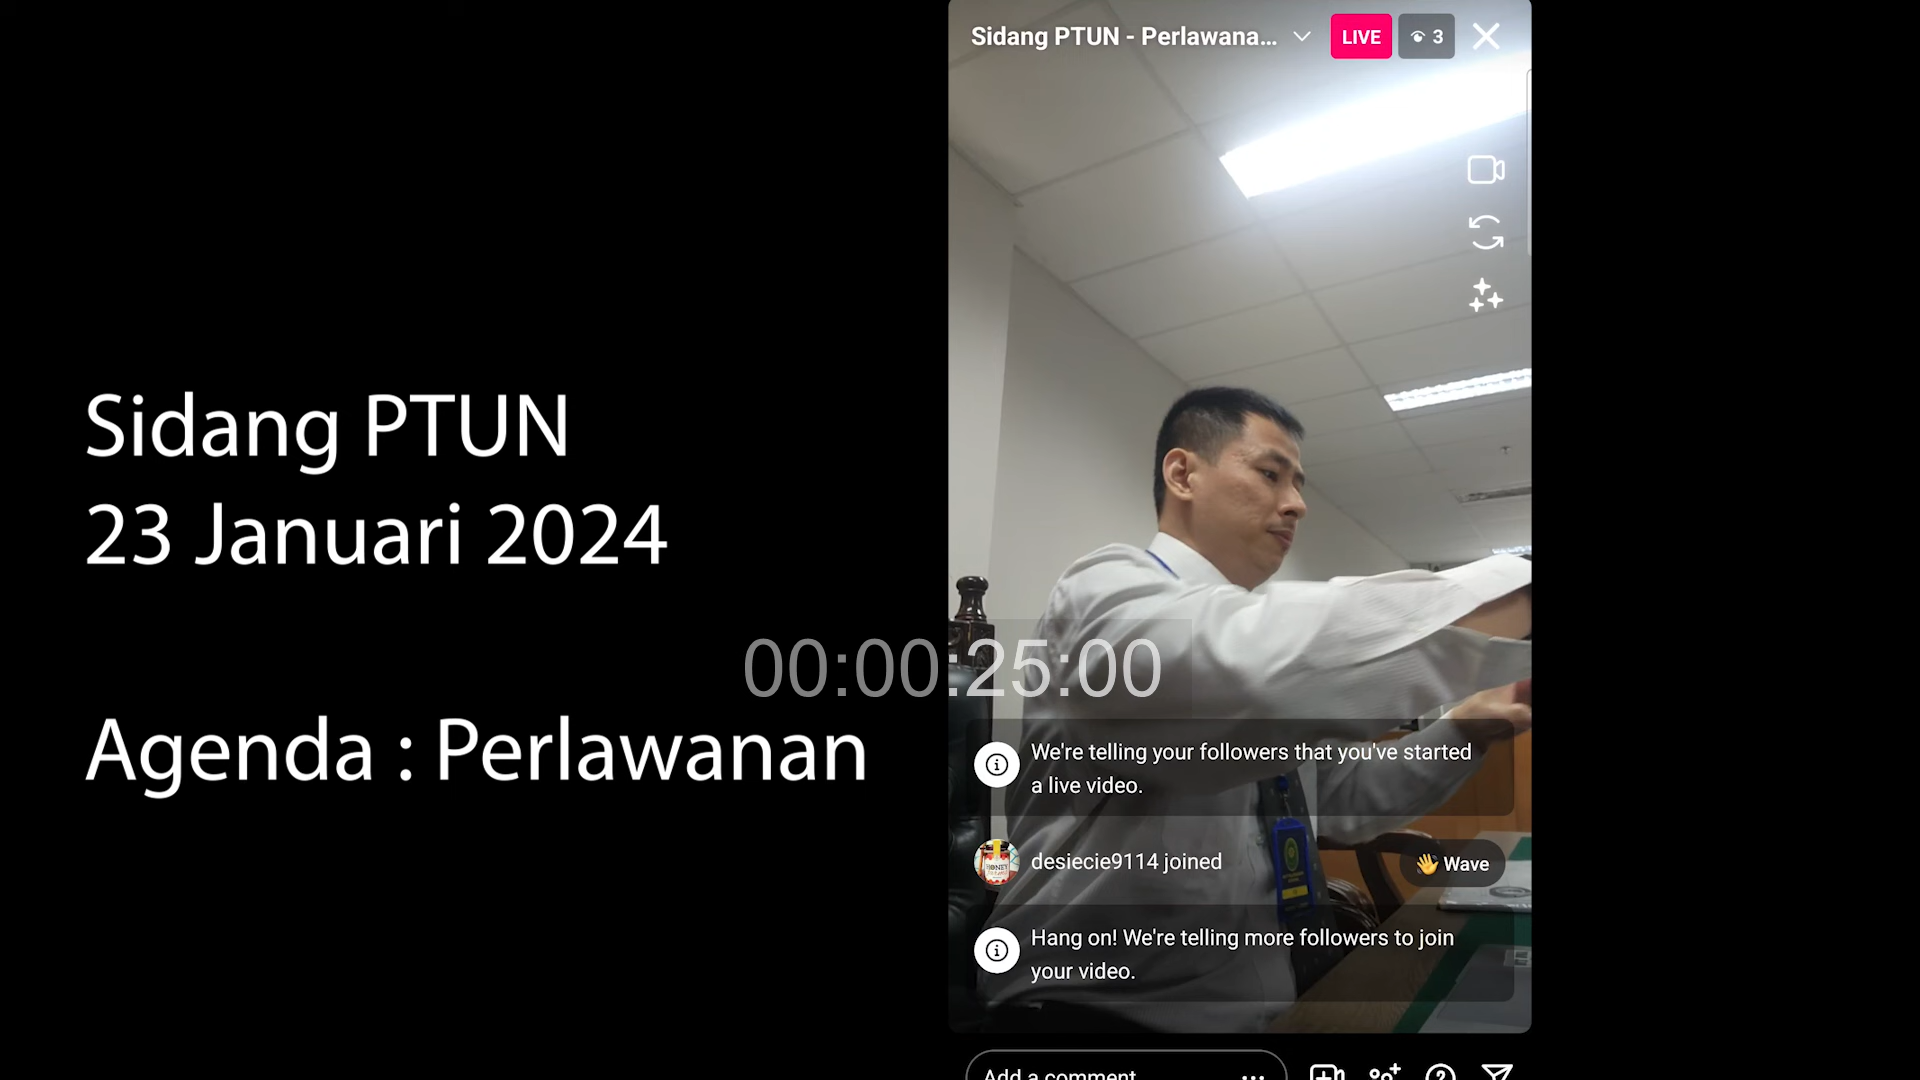 Sidang PTUN - Perlawana...
LIVE
3
Sidang PTUN
23 Januari 2024
Agenda : Perlawanan
00:00:25:00
We're telling your followers that you've started
a live video.
desiecie9114 joined
Wave
Hang on! We're telling more followers to join
your video.
Add a comment